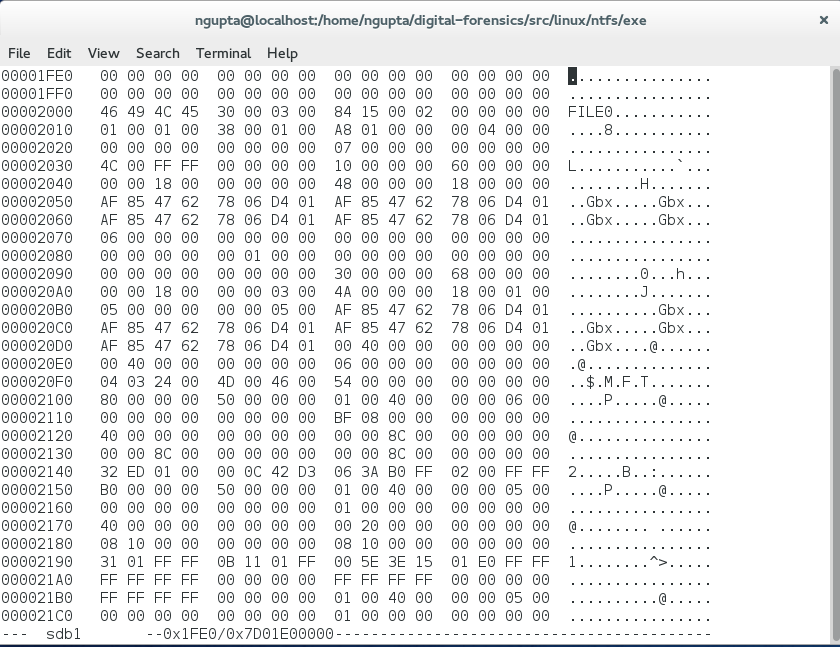 ngupta@localhost:/home/ngupta/digital-forensics/src/linux/ntfs/exe ×
File Edit View Search Terminal Help
00001FE0 00 00 00 00 00 00 00 00 00 00 00 00 00 00 00 00 ................
00001FF0 00 00 00 00 00 00 00 00 00 00 00 00 00 00 00 00 ................
00002000 46 49 4C 45 30 00 03 00 84 15 00 02 00 00 00 00 FILE0...........
00002010 01 00 01 00 38 00 01 00 A8 01 00 00 00 04 00 00 ....8...........
00002020 00 00 00 00 00 00 00 00 07 00 00 00 00 00 00 00 ................
00002030 4C 00 FF FF 00 00 00 00 10 00 00 00 60 00 00 00 L...........`...
00002040 00 00 18 00 00 00 00 00 48 00 00 00 18 00 00 00 ........H.......
00002050 AF 85 47 62 78 06 D4 01 AF 85 47 62 78 06 D4 01 ..Gbx.....Gbx...
00002060 AF 85 47 62 78 06 D4 01 AF 85 47 62 78 06 D4 01 ..Gbx.....Gbx...
00002070 06 00 00 00 00 00 00 00 00 00 00 00 00 00 00 00 ................
00002080 00 00 00 00 00 01 00 00 00 00 00 00 00 00 00 00 ................
00002090 00 00 00 00 00 00 00 00 30 00 00 00 68 00 00 00 ........0...h...
000020A0 00 00 18 00 00 00 03 00 4A 00 00 00 18 00 01 00 ........J.......
000020B0 05 00 00 00 00 00 05 00 AF 85 47 62 78 06 D4 01 ..........Gbx...
000020C0 AF 85 47 62 78 06 D4 01 AF 85 47 62 78 06 D4 01 ..Gbx.....Gbx...
000020D0 AF 85 47 62 78 06 D4 01 00 40 00 00 00 00 00 00 ..Gbx....@......
000020E0 00 40 00 00 00 00 00 00 06 00 00 00 00 00 00 00 .@..............
000020F0 04 03 24 00 4D 00 46 00 54 00 00 00 00 00 00 00 ..$.M.F.T.......
00002100 80 00 00 00 50 00 00 00 01 00 40 00 00 00 06 00 ....P.....@.....
00002110 00 00 00 00 00 00 00 00 BF 08 00 00 00 00 00 00 ................
00002120 40 00 00 00 00 00 00 00 00 00 8C 00 00 00 00 00 @...............
00002130 00 00 8C 00 00 00 00 00 00 00 8C 00 00 00 00 00 ................
00002140 32 ED 01 00 00 0C 42 D3 06 3A B0 FF 02 00 FF FF 2.....B..:......
00002150 B0 00 00 00 50 00 00 00 01 00 40 00 00 00 05 00 ....P.....@.....
00002160 00 00 00 00 00 00 00 00 01 00 00 00 00 00 00 00 ................
00002170 40 00 00 00 00 00 00 00 00 20 00 00 00 00 00 00 @........ ......
00002180 08 10 00 00 00 00 00 00 08 10 00 00 00 00 00 00 ................
00002190 31 01 FF FF 0B 11 01 FF 00 5E 3E 15 01 E0 FF FF 1........^>.....
000021A0 FF FF FF FF 00 00 00 00 FF FF FF FF 00 00 00 00 ................
000021B0 FF FF FF FF 00 00 00 00 01 00 40 00 00 00 05 00 ..........@.....
000021C0 00 00 00 00 00 00 00 00 01 00 00 00 00 00 00 00 ................
--- sdb1 --0x1FE0/0x7D01E00000-----------------------------------------------